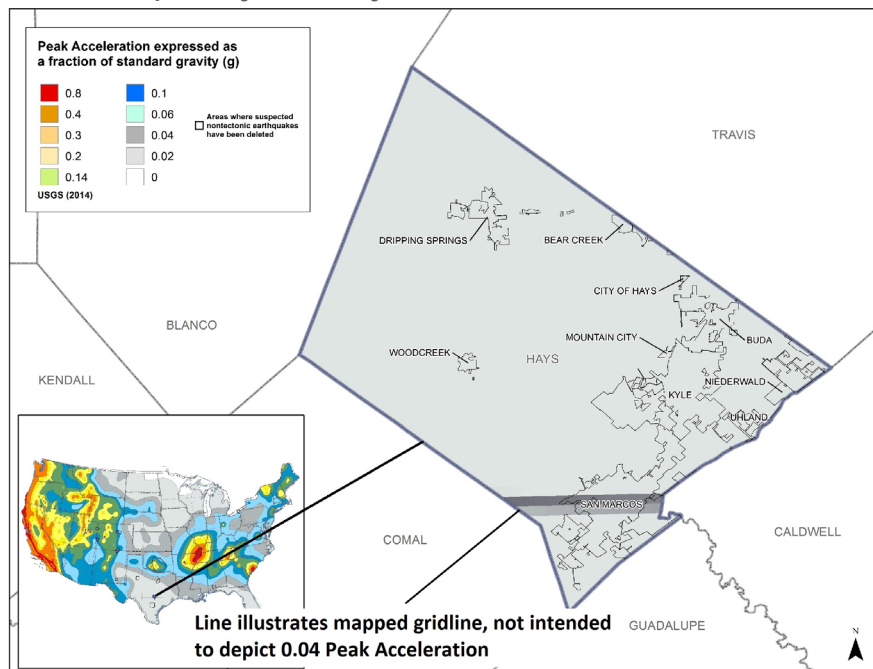 Peak Acceleration expressed as
a fraction of standard gravity (g)
0.8
0.4
0.3
0.2
0.14
0.1
0.06
0.04
0.02
0
Areas where suspected
nontectonic earthquakes
have been deleted
USGS (2014)
TRAVIS
DRIPPING SPRINGS
BEAR CREEK
CITY OF HAYS
BLANCO
MOUNTAIN CITY
BUDA
WOODCREEK
HAYS
KENDALL
NIEDERWALD
KYLE
UHLAND
SAN MARCOS
COMAL
CALDWELL
Line illustrates mapped gridline, not intended
to depict 0.04 Peak Acceleration
GUADALUPE
N